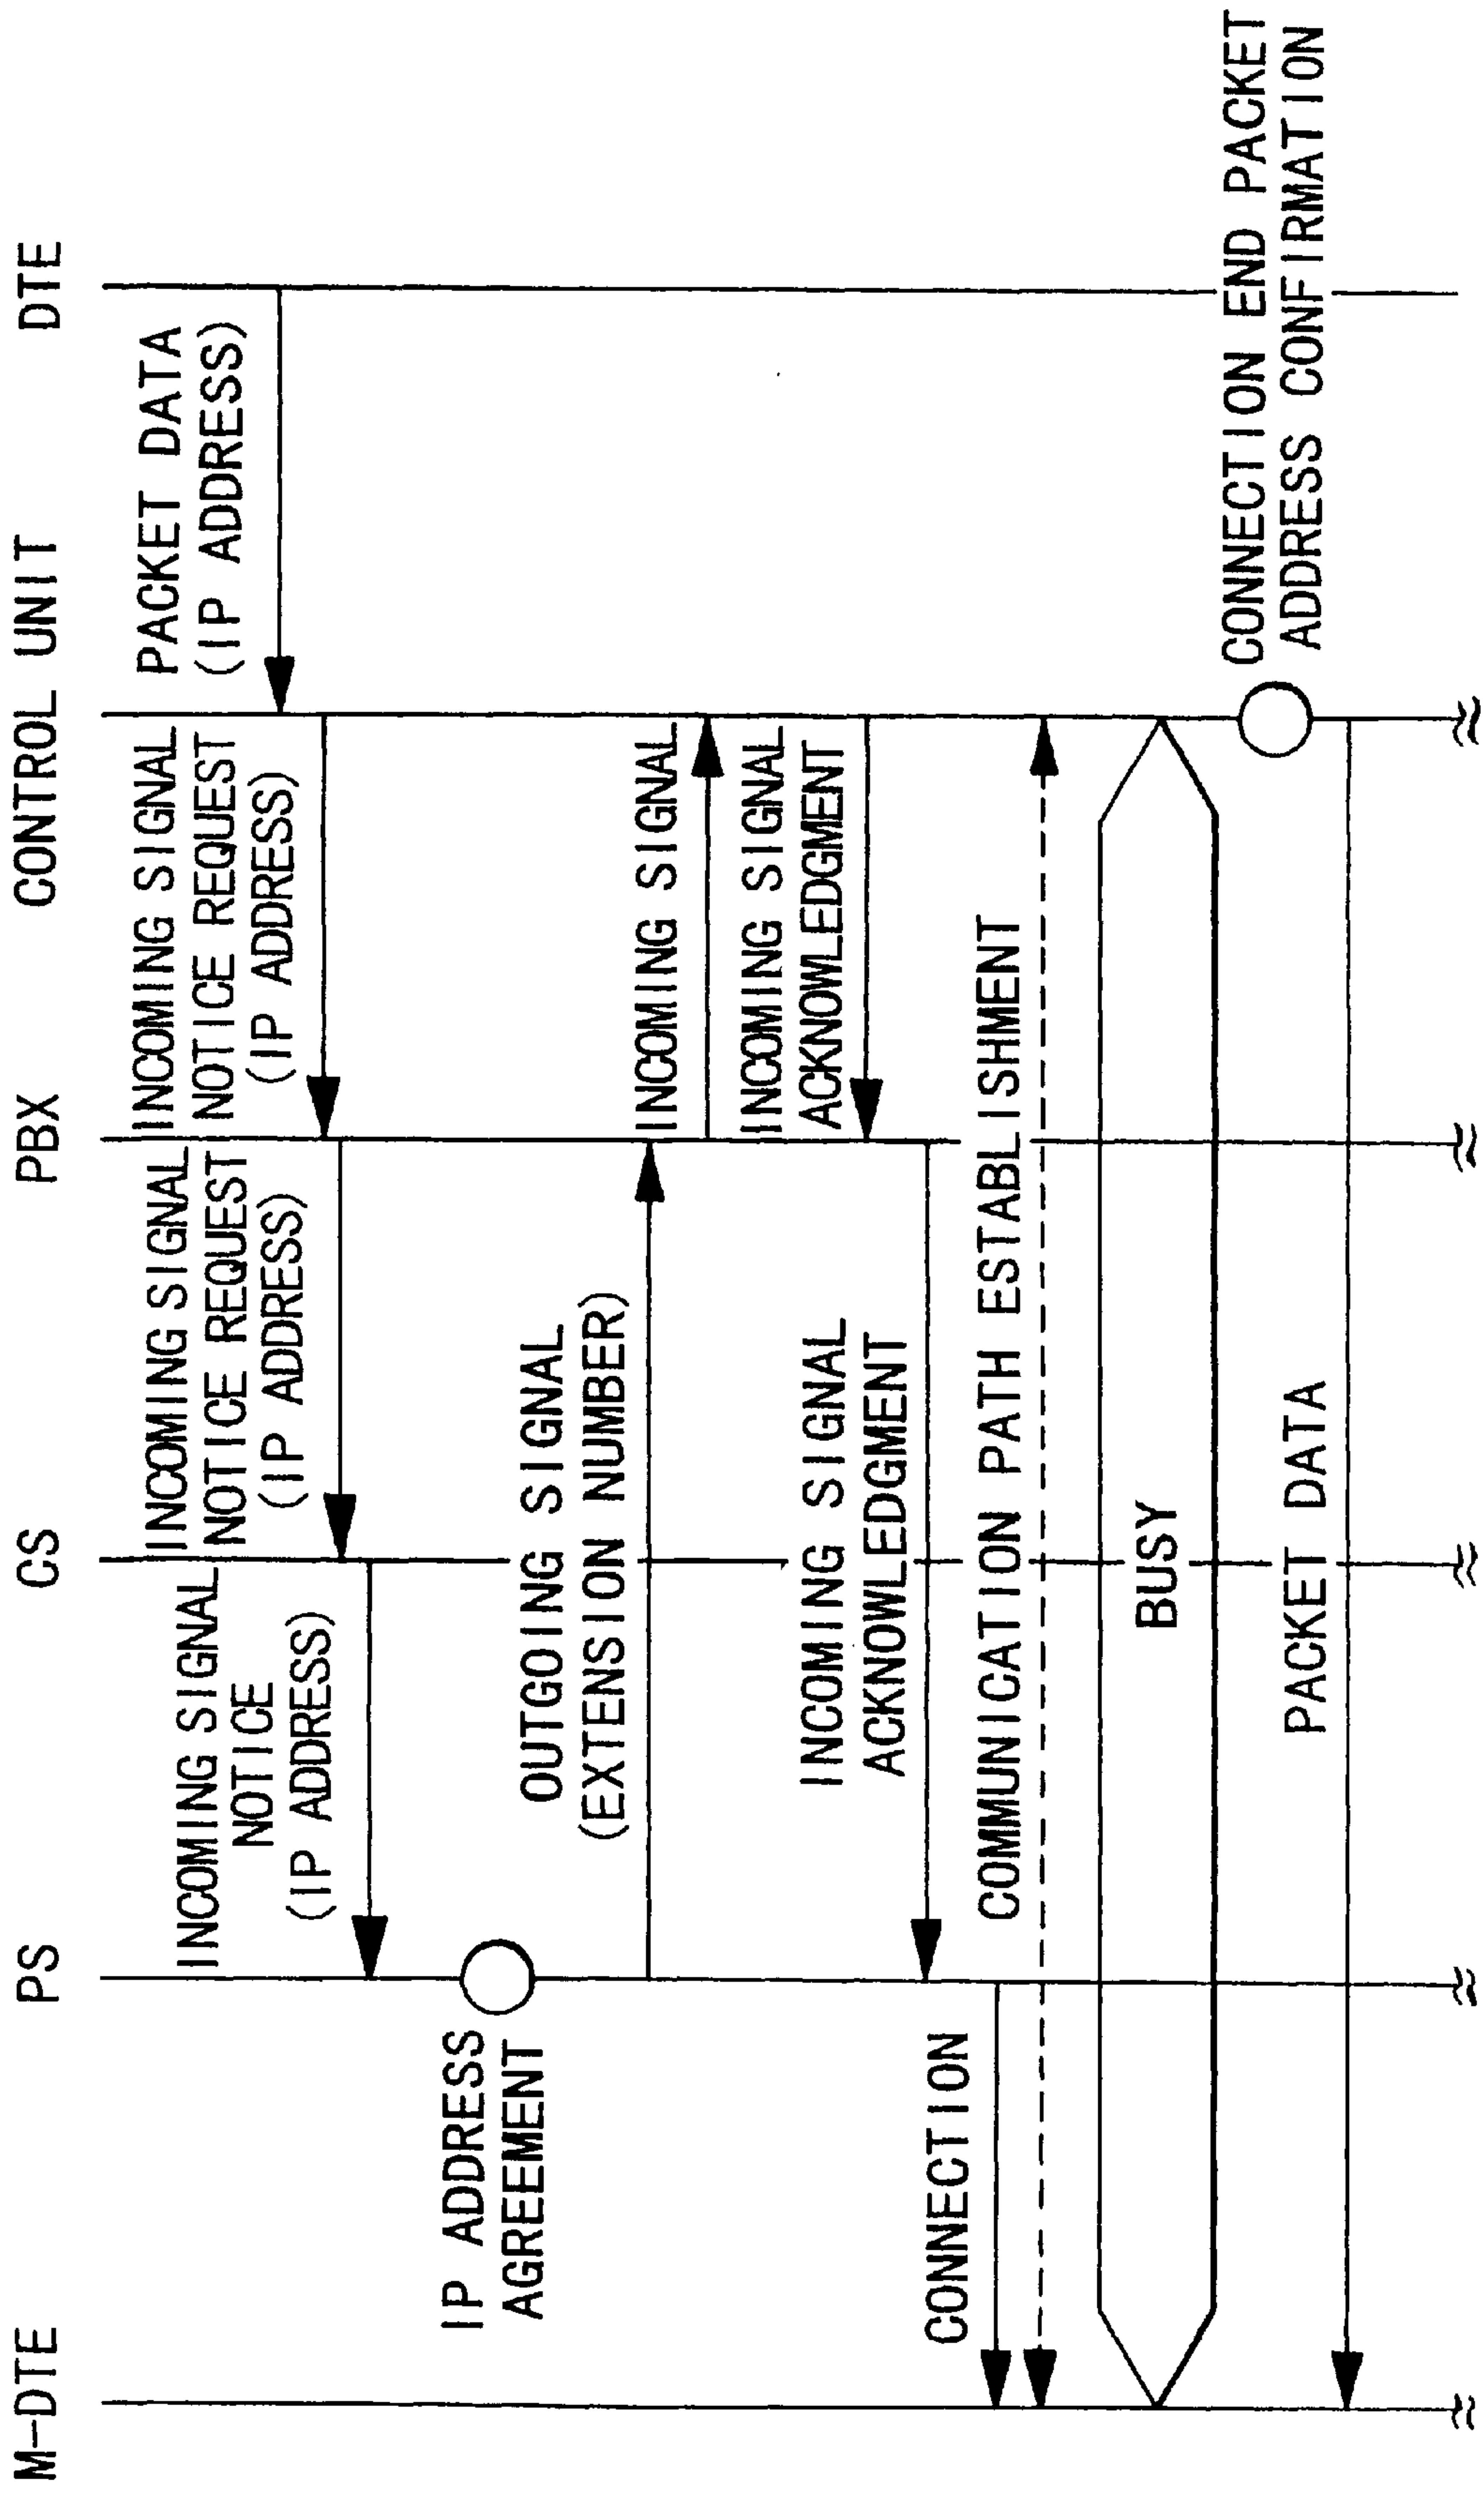 M-DTE
PS
CS
PBX
CONTROL UNIT
DTE
PACKET DATA
(IP ADDRESS)
INCOMING SIGNAL
NOTICE REQUEST
(IP ADDRESS)
INCOMING SIGNAL
NOTICE REQUEST
(IP ADDRESS)
INCOMING SIGNAL
NOTICE
(IP ADDRESS)
IP ADDRESS
AGREEMENT
OUTGOING SIGNAL
(EXTENSION NUMBER)
INCOMING SIGNAL
INCOMING SIGNAL
ACKNOWLEDGMENT
INCOMING SIGNAL
ACKNOWLEDGMENT
CONNECTION
COMMUNICATION PATH ESTABLISHMENT
BUSY
CONNECTION END PACKET
ADDRESS CONFIRMATION
PACKET DATA